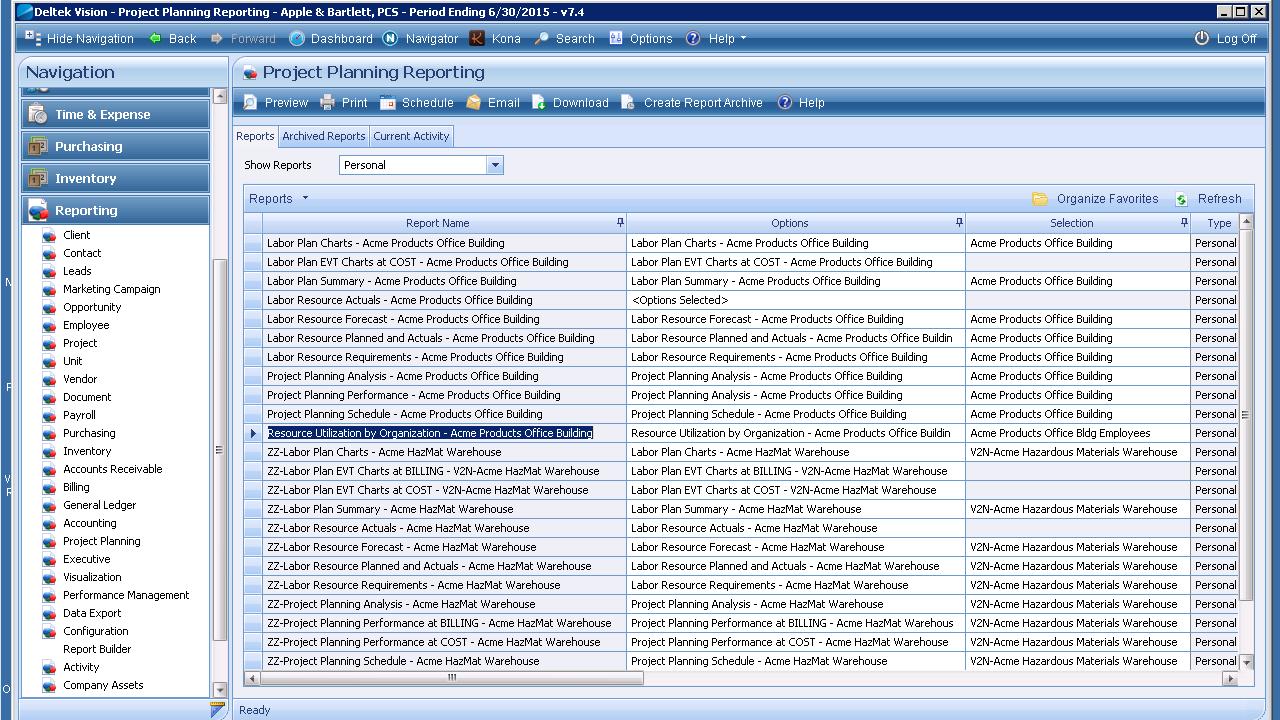 Deltek Vision - Project Planning Reporting - Apple & Bartlett, PCS - Period Ending 6/30/2015 - v7.4
Hide Navigation Back Forward Dashboard Navigator Kona Search Options Help Log Off
Navigation
Time & Expense
Purchasing
Inventory
Reporting
Client
Contact
Leads
Marketing Campaign
Opportunity
Employee
Project
Unit
Vendor
Document
Payroll
Purchasing
Inventory
Accounts Receivable
Billing
General Ledger
Accounting
Project Planning
Executive
Visualization
Performance Management
Data Export
Configuration
Report Builder
Activity
Company Assets
Project Planning Reporting
Preview Print Schedule Email Download Create Report Archive Help
Reports Archived Reports Current Activity
Show Reports Personal
Reports Organize Favorites Refresh
Report Name Options Selection Type
Labor Plan Charts - Acme Products Office Building Labor Plan Charts - Acme Products Office Building Acme Products Office Building Personal
Labor Plan EVT Charts at COST - Acme Products Office Building Labor Plan EVT Charts at COST - Acme Products Office Building Personal
Labor Plan Summary - Acme Products Office Building Labor Plan Summary - Acme Products Office Building Acme Products Office Building Personal
Labor Resource Actuals - Acme Products Office Building <Options Selected> Personal
Labor Resource Forecast - Acme Products Office Building Labor Resource Forecast - Acme Products Office Building Acme Products Office Building Personal
Labor Resource Planned and Actuals - Acme Products Office Building Labor Resource Planned and Actuals - Acme Products Office Buildin Acme Products Office Building Personal
Labor Resource Requirements - Acme Products Office Building Labor Resource Requirements - Acme Products Office Building Acme Products Office Building Personal
Project Planning Analysis - Acme Products Office Building Project Planning Analysis - Acme Products Office Building Acme Products Office Building Personal
Project Planning Performance - Acme Products Office Building Project Planning Analysis - Acme Products Office Building Acme Products Office Building Personal
Project Planning Schedule - Acme Products Office Building Project Planning Schedule - Acme Products Office Building Acme Products Office Building Personal
Resource Utilization by Organization - Acme Products Office Building Resource Utilization by Organization - Acme Products Office Buildin Acme Products Office Bldg Employees Personal
ZZ-Labor Plan Charts - Acme HazMat Warehouse Labor Plan Charts - Acme HazMat Warehouse V2N-Acme HazMat Warehouse Personal
ZZ-Labor Plan EVT Charts at BILLING - V2N-Acme HazMat Warehouse Labor Plan EVT Charts at BILLING - V2N-Acme HazMat Warehouse Personal
ZZ-Labor Plan EVT Charts at COST - V2N-Acme HazMat Warehouse Labor Plan EVT Charts at COST - V2N-Acme HazMat Warehouse Personal
ZZ-Labor Plan Summary - Acme HazMat Warehouse Labor Plan Summary - Acme HazMat Warehouse V2N-Acme HazMat Warehouse Personal
ZZ-Labor Resource Actuals - Acme HazMat Warehouse Labor Resource Actuals - Acme HazMat Warehouse Personal
ZZ-Labor Resource Forecast - Acme HazMat Warehouse Labor Resource Forecast - Acme HazMat Warehouse V2N-Acme Hazardous Materials Warehouse Personal
ZZ-Labor Resource Planned and Actuals - Acme HazMat Warehouse Labor Resource Planned and Actuals - Acme HazMat Warehouse V2N-Acme Hazardous Materials Warehouse Personal
ZZ-Labor Resource Requirements - Acme HazMat Warehouse Labor Resource Requirements - Acme HazMat Warehouse V2N-Acme Hazardous Materials Warehouse Personal
ZZ-Project Planning Analysis - Acme HazMat Warehouse Project Planning Analysis - Acme HazMat Warehouse V2N-Acme Hazardous Materials Warehouse Personal
ZZ-Project Planning Performance at BILLING - Acme HazMat Warehouse Project Planning Performance at BILLING - Acme HazMat Warehous V2N-Acme Hazardous Materials Warehouse Personal
ZZ-Project Planning Performance at COST - Acme HazMat Warehouse Project Planning Performance at COST - Acme HazMat Warehouse V2N-Acme Hazardous Materials Warehouse Personal
ZZ-Project Planning Schedule - Acme HazMat Warehouse Project Planning Schedule - Acme HazMat Warehouse V2N-Acme Hazardous Materials Warehouse Personal
Ready